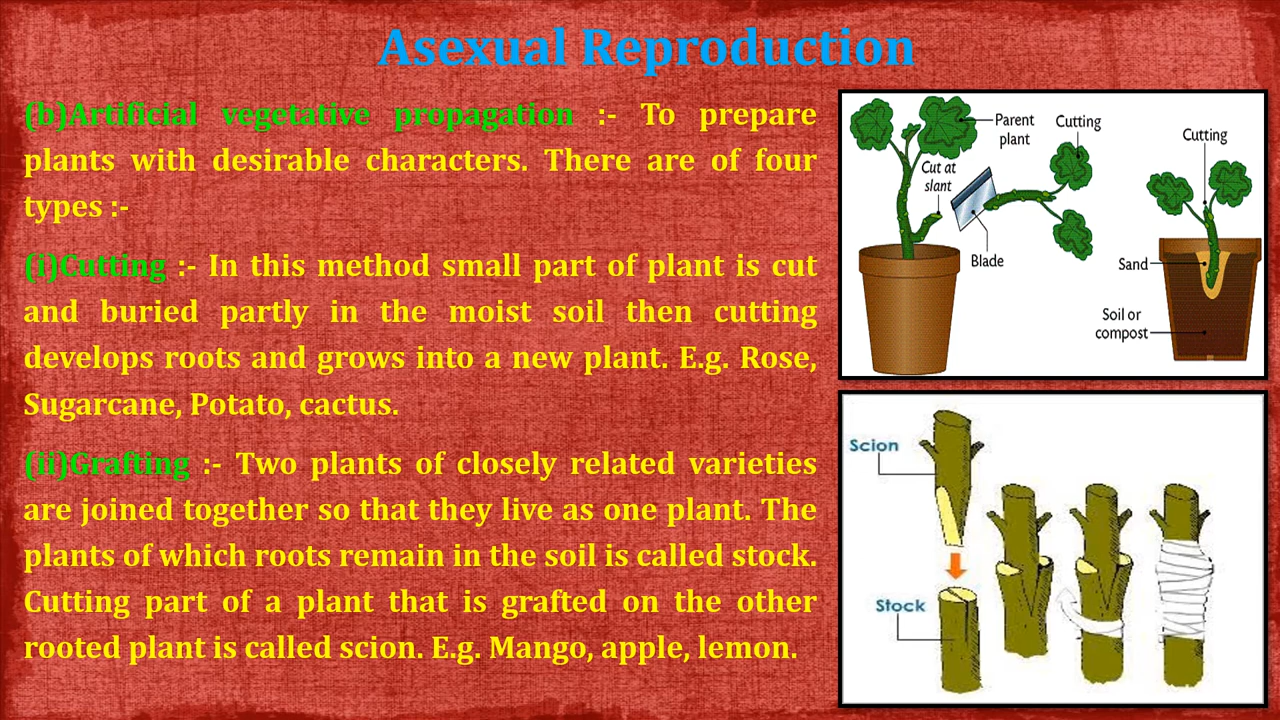 Asexual Reproduction
(b)Artificial vegetative propagation :- To prepare
plants with desirable characters. There are of four
types :-
(i)Cutting :- In this method small part of plant is cut
and buried partly in the moist soil then cutting
develops roots and grows into a new plant. E.g. Rose,
Sugarcane, Potato, cactus.
(ii)Grafting :- Two plants of closely related varieties
are joined together so that they live as one plant. The
plants of which roots remain in the soil is called stock.
Cutting part of a plant that is grafted on the other
rooted plant is called scion. E.g. Mango, apple, lemon.
Parent
plant
Cutting
Cut at
slant
Blade
Cutting
Sand
Soil or
compost
Scion
Stock